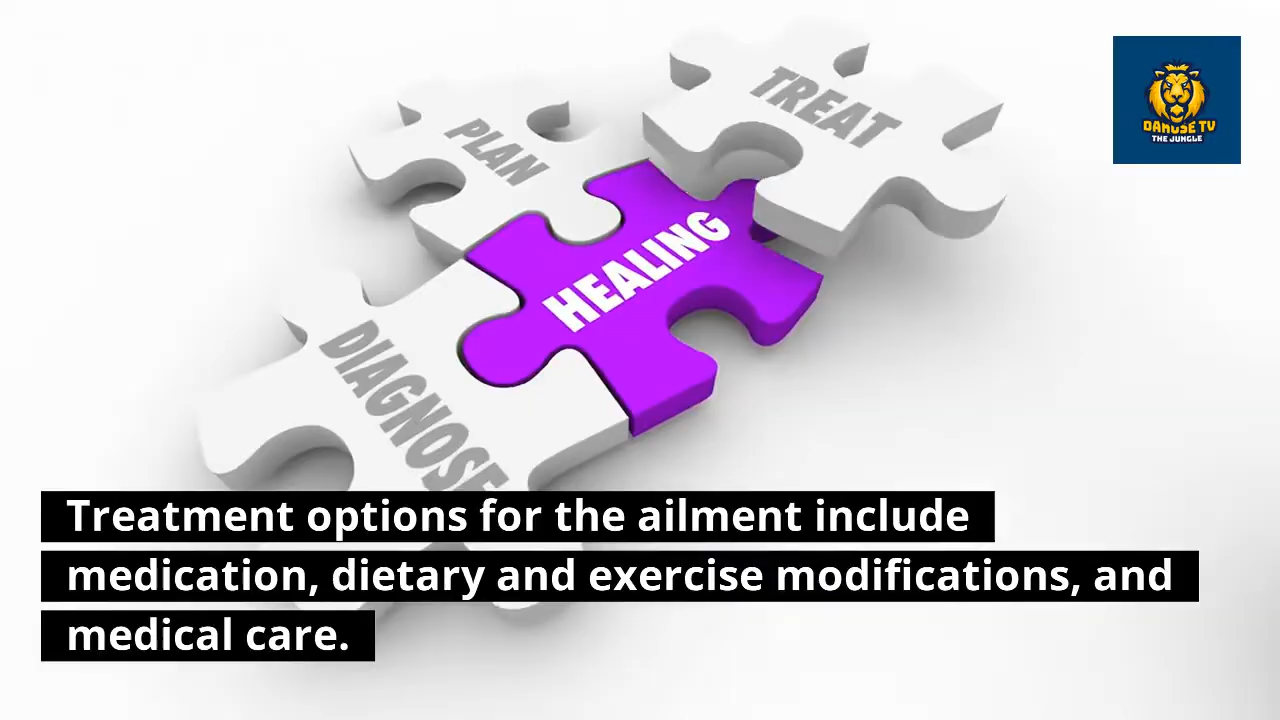 TREAT
PLAN
HEALING
DIAGNOSE
DAMOSE TV
THE JUNGLE
Treatment options for the ailment include
medication, dietary and exercise modifications, and
medical care.